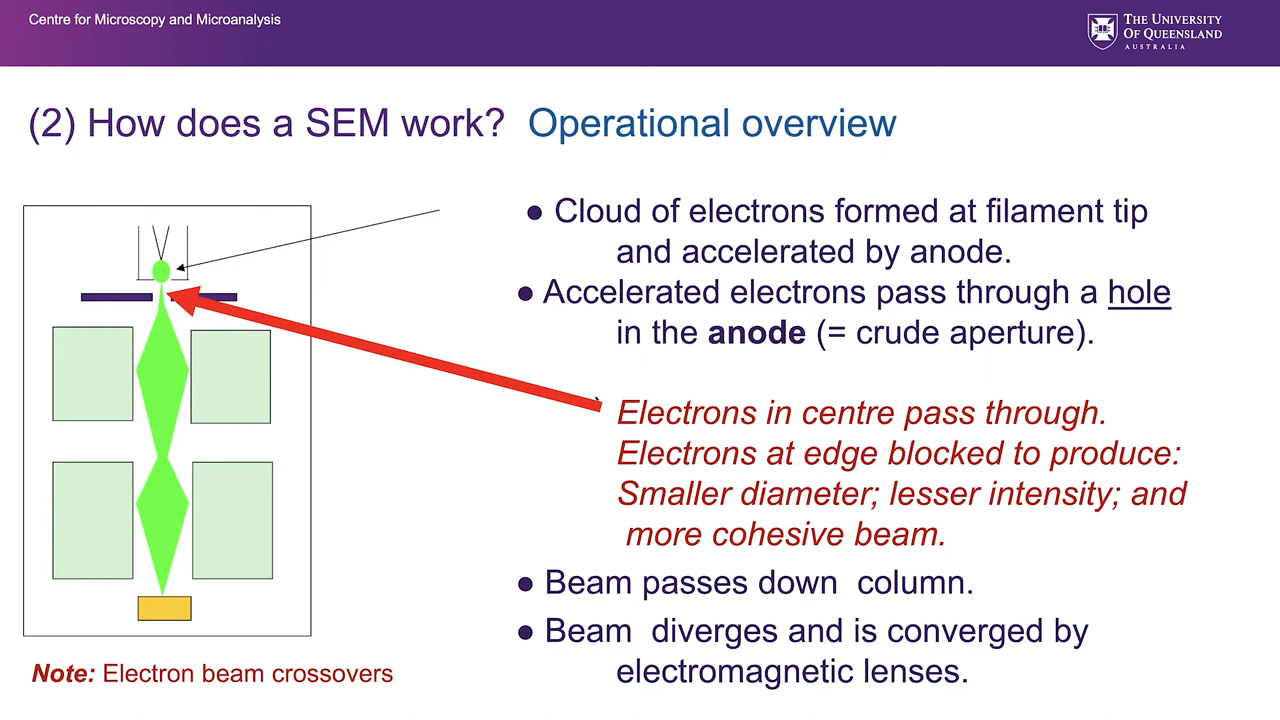 Centre for Microscopy and Microanalysis
THE UNIVERSITY
OF QUEENSLAND
AUSTRALIA
(2) How does a SEM work? Operational overview
● Cloud of electrons formed at filament tip
and accelerated by anode.
● Accelerated electrons pass through a hole
in the anode (= crude aperture).
Electrons in centre pass through.
Electrons at edge blocked to produce:
Smaller diameter; lesser intensity; and
more cohesive beam.
● Beam passes down column.
● Beam diverges and is converged by
electromagnetic lenses.
Note: Electron beam crossovers